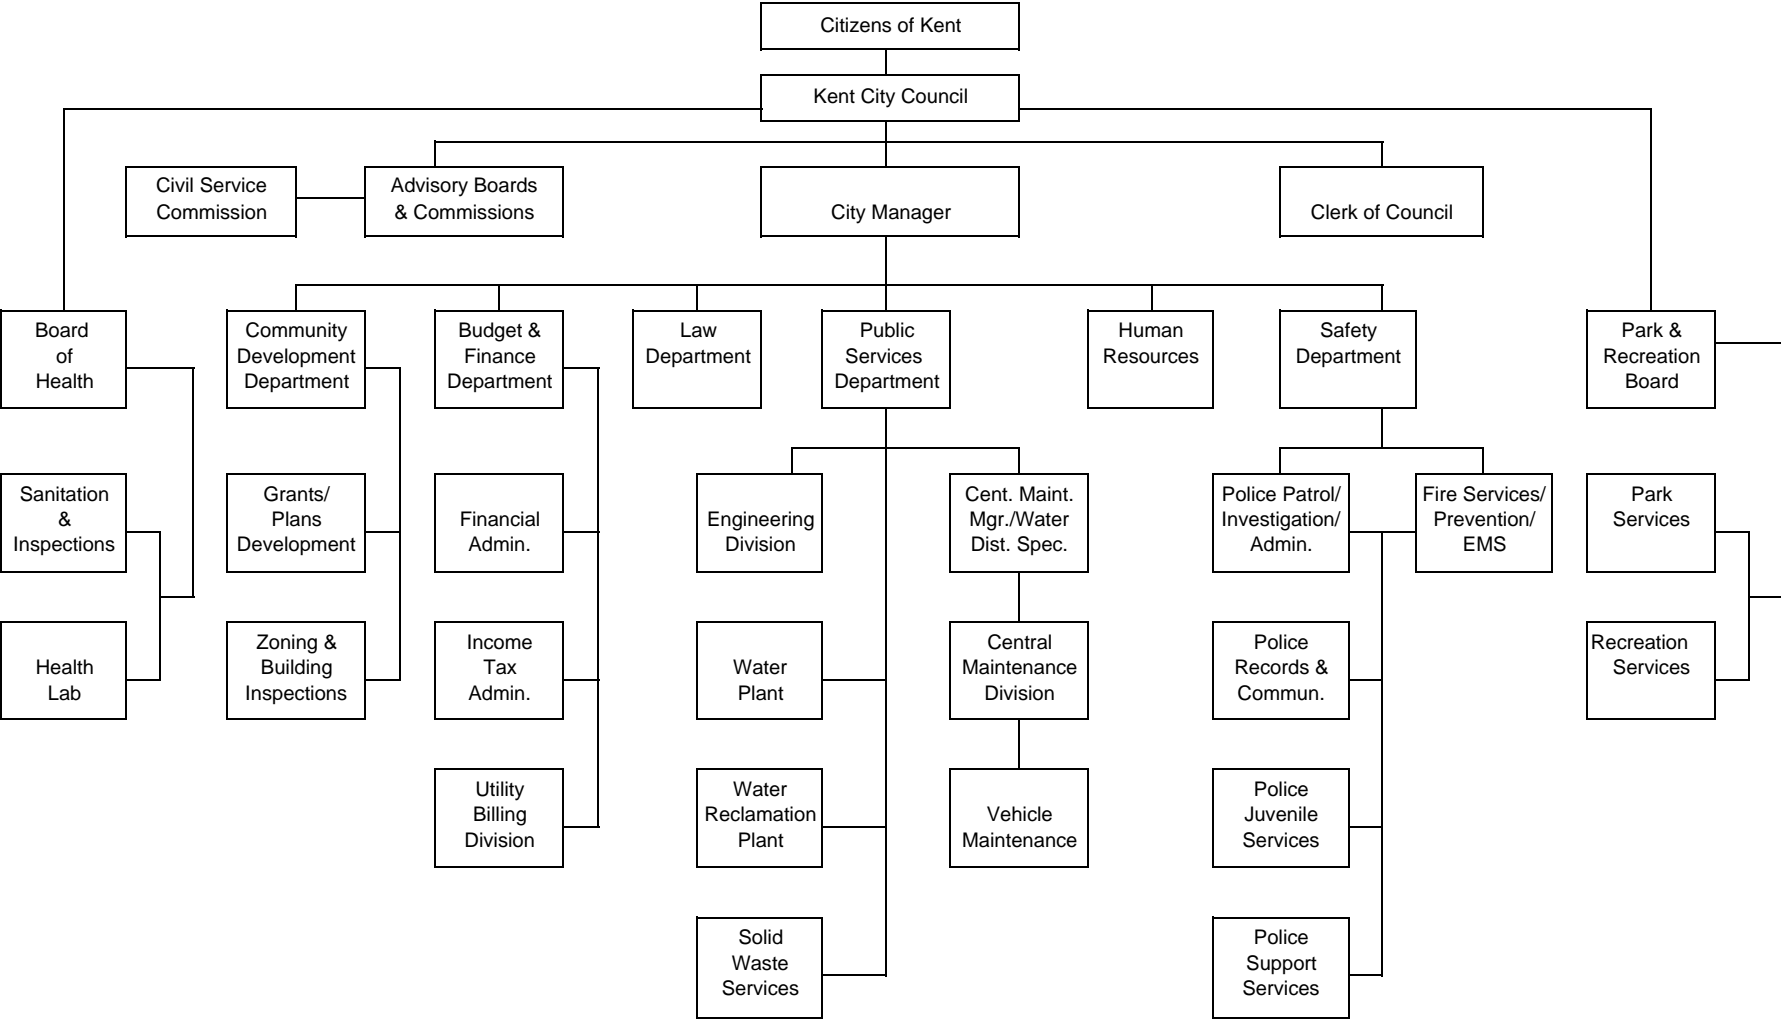 Citizens of Kent
Kent City Council
Civil Service
Commission
Advisory Boards
& Commissions
City Manager
Clerk of Council
Board
of
Health
Community
Development
Department
Budget &
Finance
Department
Law
Department
Public
Services
Department
Human
Resources
Safety
Department
Park &
Recreation
Board
Sanitation
&
Inspections
Grants/
Plans
Development
Financial
Admin.
Engineering
Division
Cent. Maint.
Mgr./Water
Dist. Spec.
Police Patrol/
Investigation/
Admin.
Fire Services/
Prevention/
EMS
Park
Services
Health
Lab
Zoning &
Building
Inspections
Income
Tax
Admin.
Water
Plant
Central
Maintenance
Division
Police
Records &
Commun.
Recreation
Services
Utility
Billing
Division
Water
Reclamation
Plant
Vehicle
Maintenance
Police
Juvenile
Services
Solid
Waste
Services
Police
Support
Services